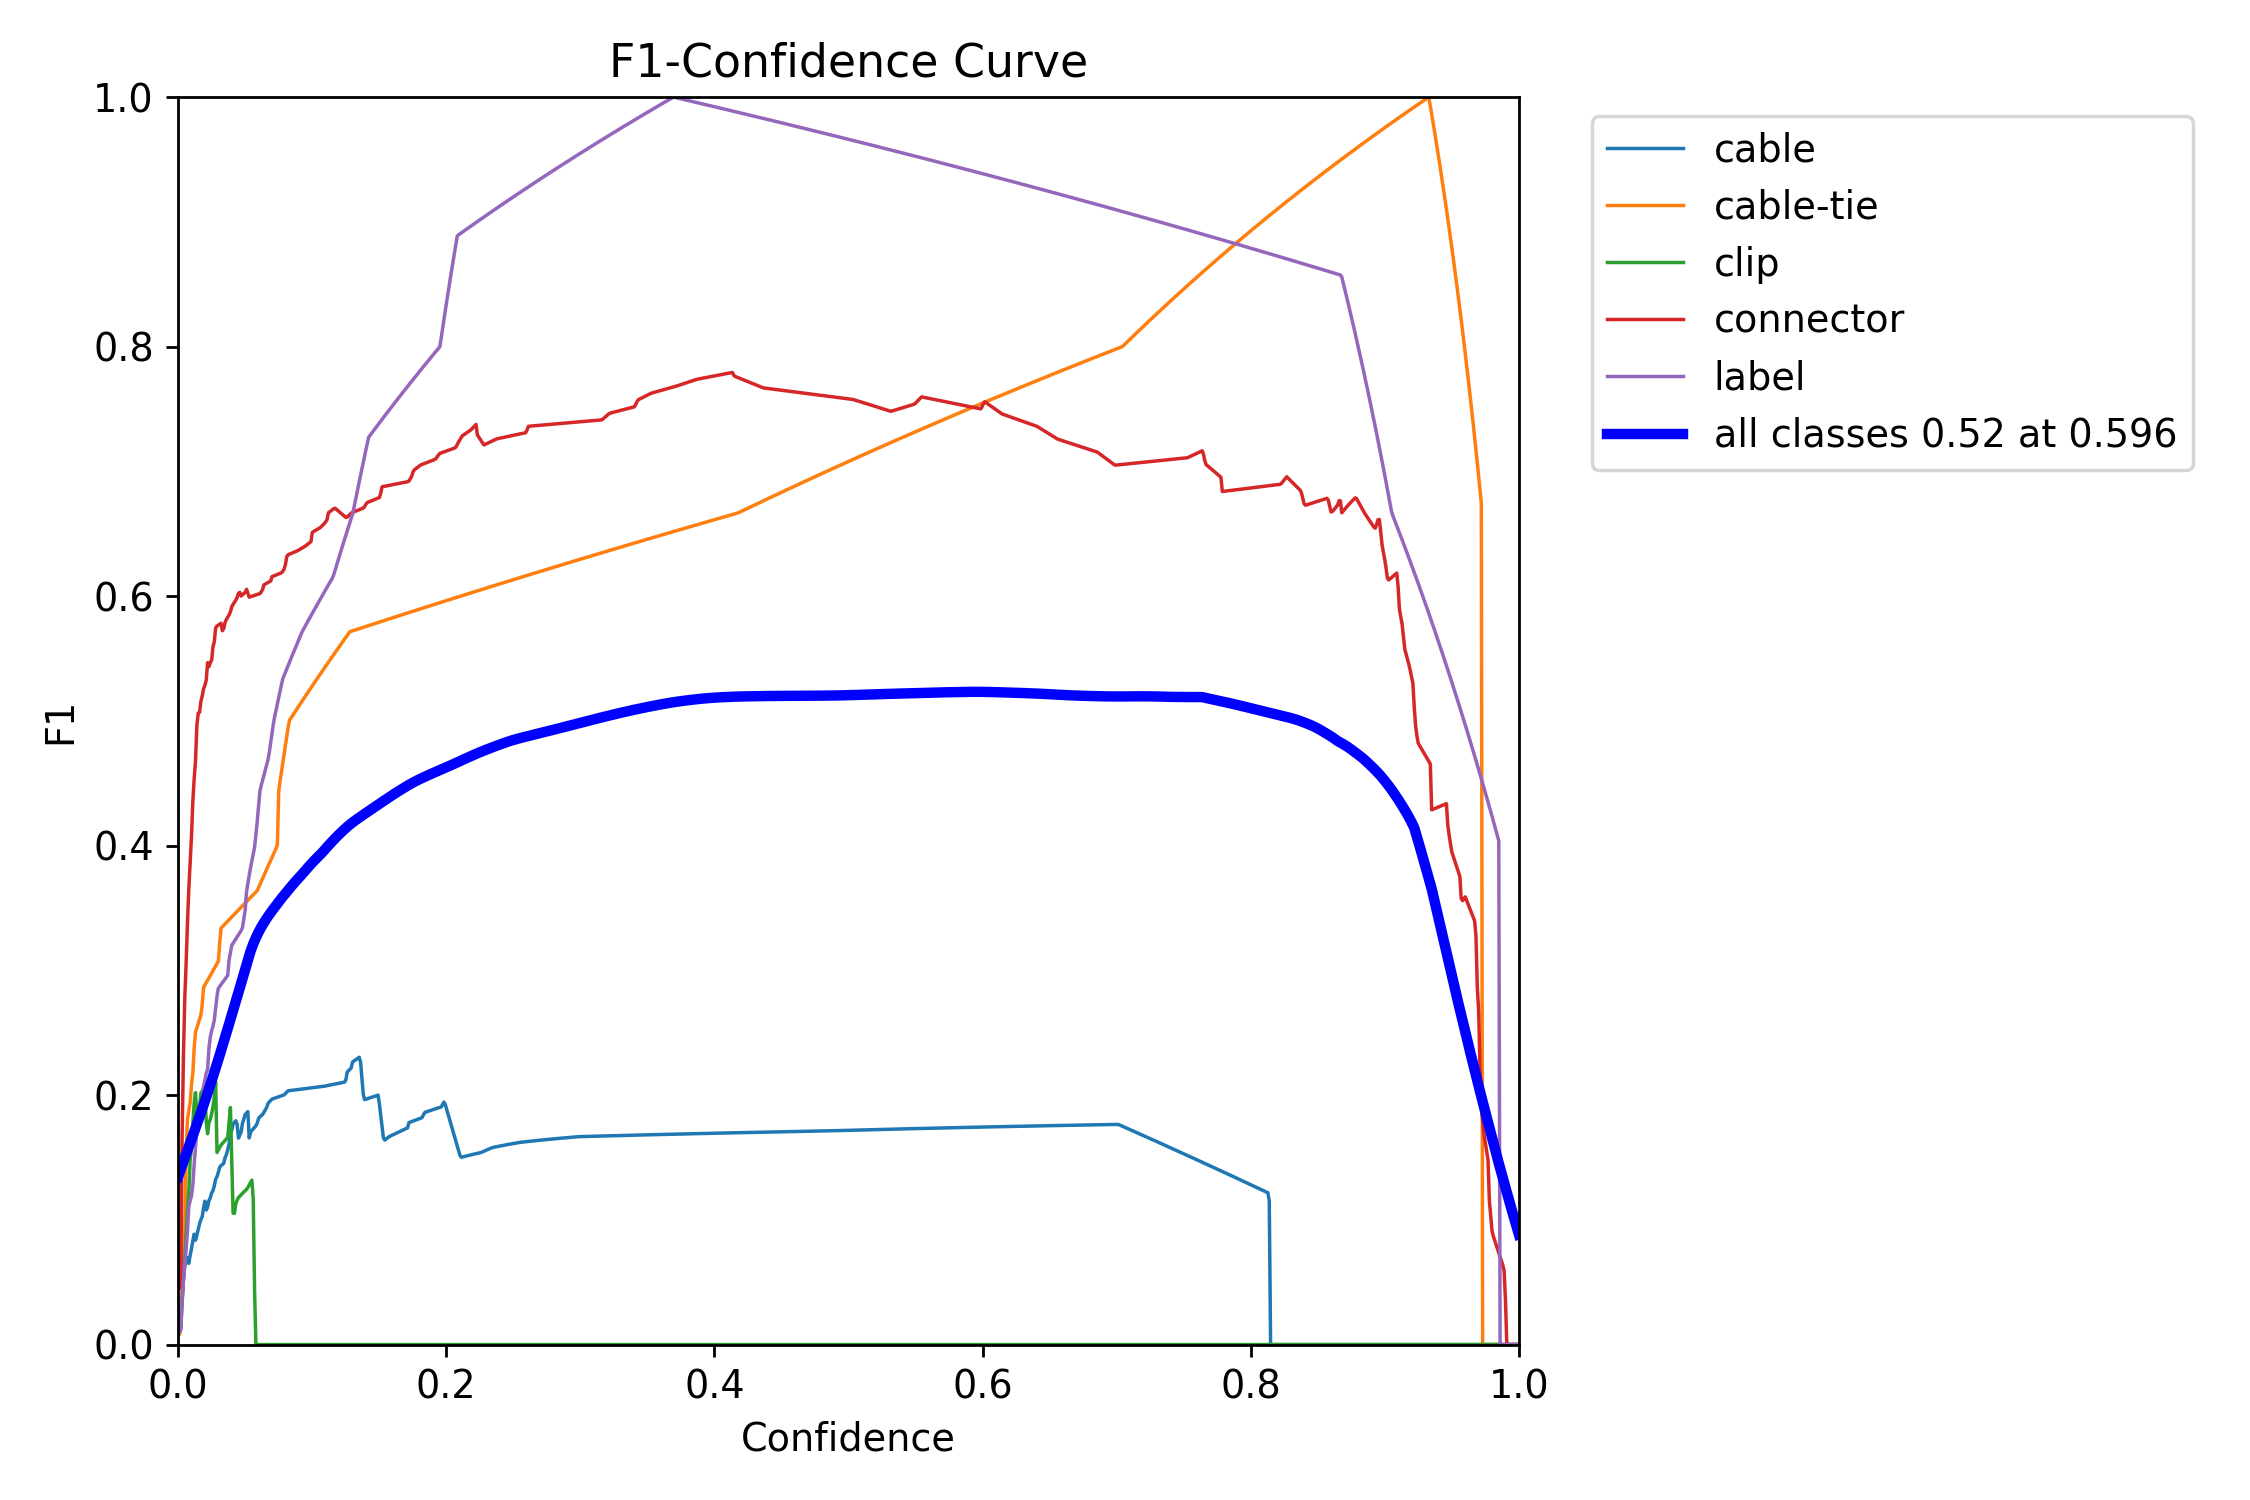 F1-Confidence Curve
1.0
0.8
0.6
0.4
0.2
0.0
F1
0.0
0.2
0.4
0.6
0.8
1.0
Confidence
cable
cable-tie
clip
connector
label
all classes 0.52 at 0.596